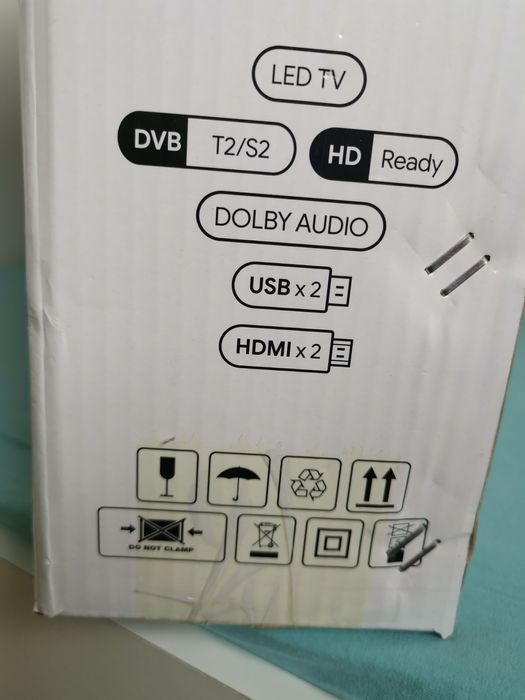 LED TV
DVB T2/S2
HD Ready
DOLBY AUDIO
USB x 2
HDMI x 2
DO NOT CLAMP